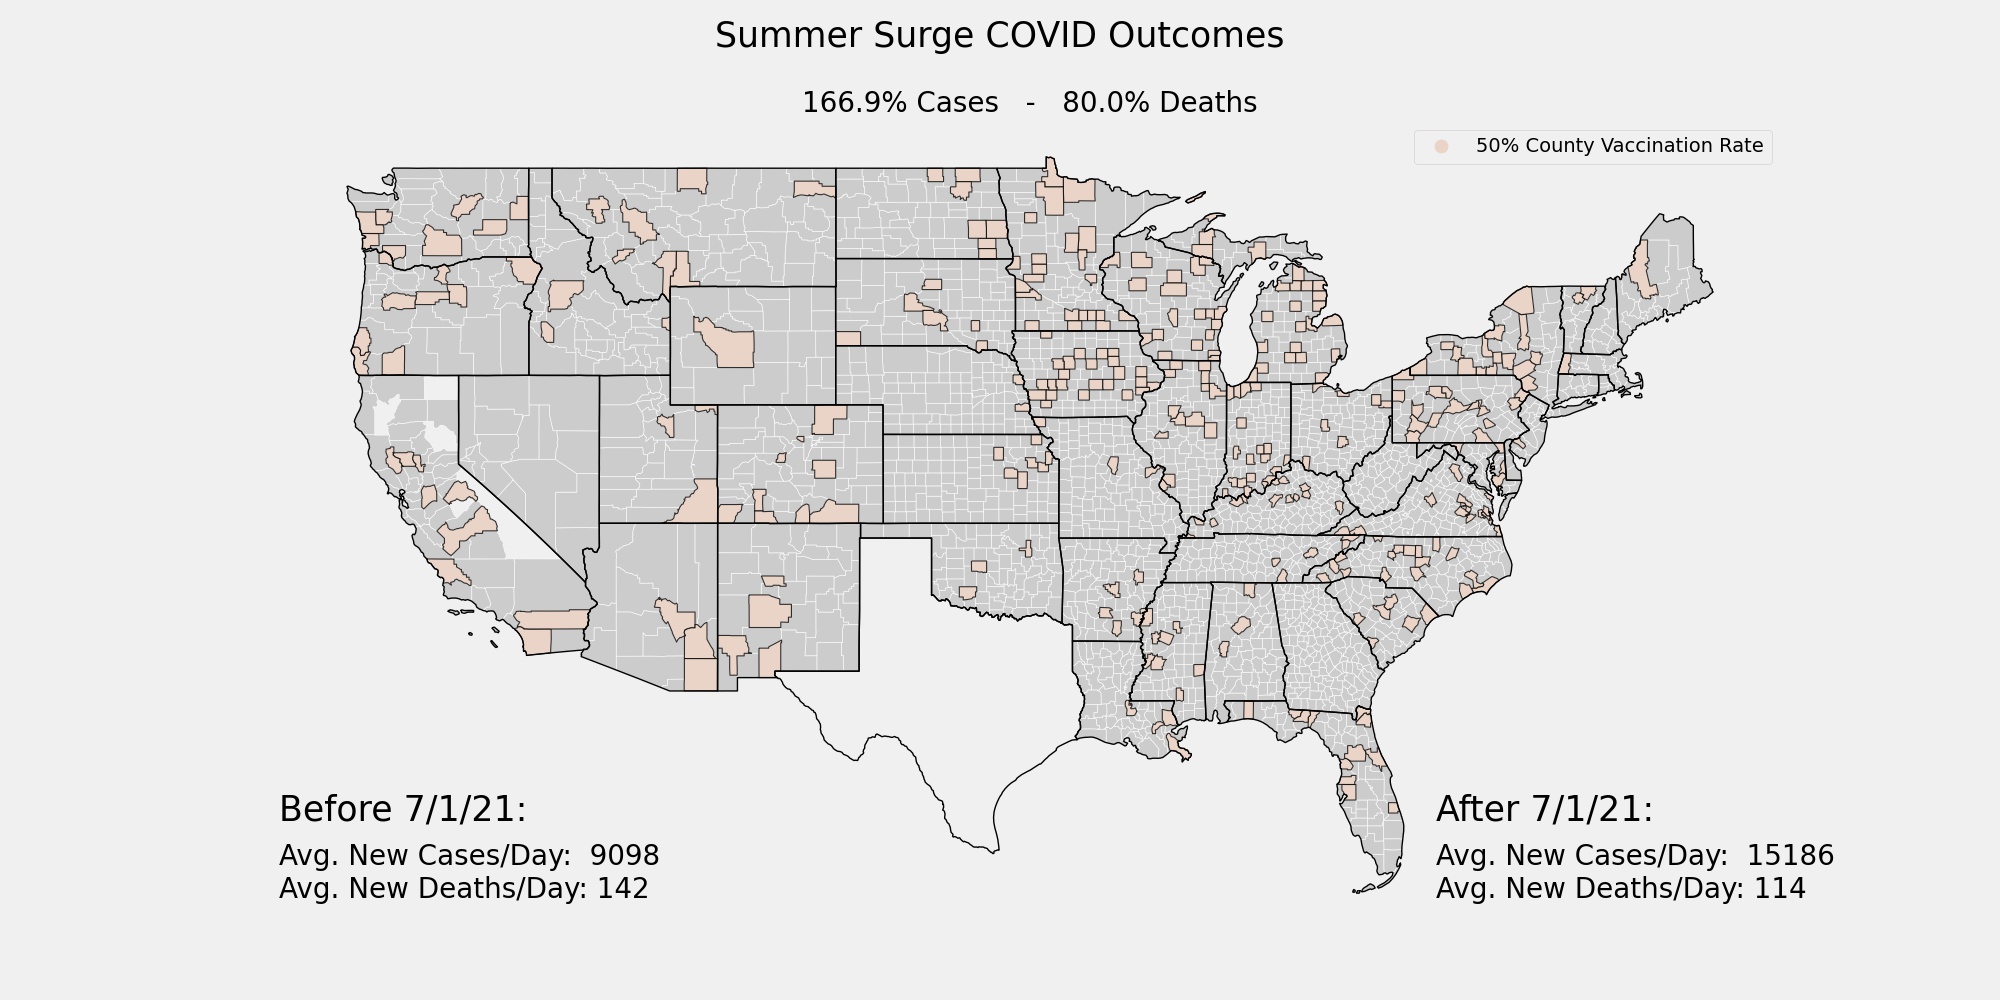 Summer Surge COVID Outcomes
166.9% Cases - 80.0% Deaths
50% County Vaccination Rate
Before 7/1/21:
Avg. New Cases/Day: 9098
Avg. New Deaths/Day: 142
After 7/1/21:
Avg. New Cases/Day: 15186
Avg. New Deaths/Day: 114